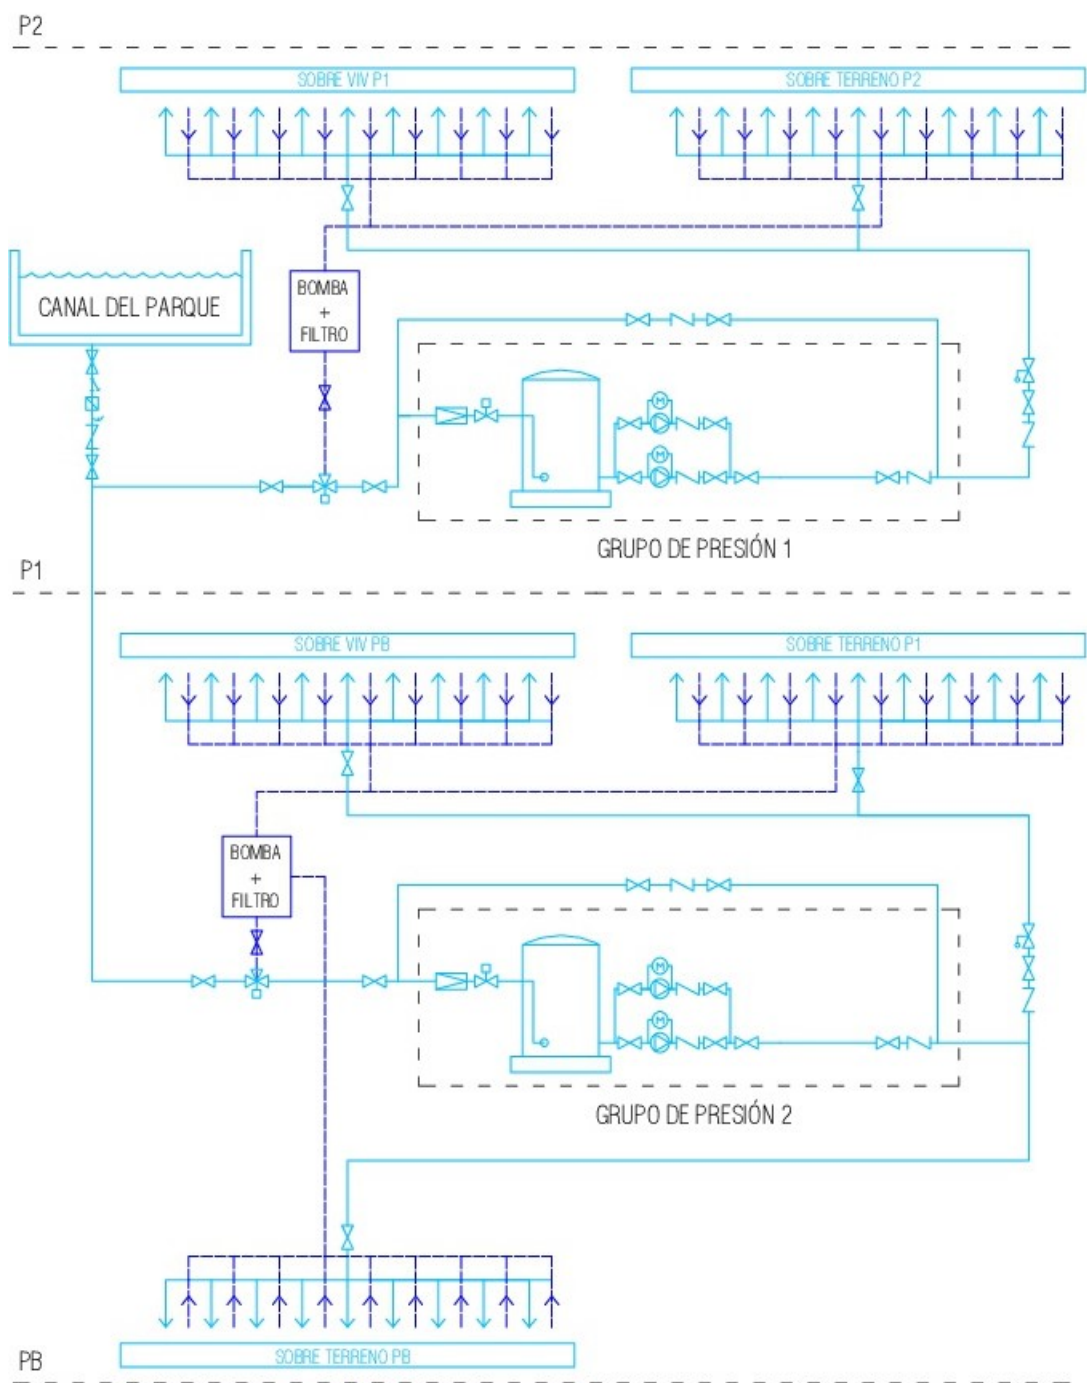 P2
SOBRE VIV P1
SOBRE TERRENO P2
CANAL DEL PARQUE
BOMBA
+
FILTRO
M
M
GRUPO DE PRESIÓN 1
P1
SOBRE VIV PB
SOBRE TERRENO P1
BOMBA
+
FILTRO
M
M
GRUPO DE PRESIÓN 2
SOBRE TERRENO PB
PB